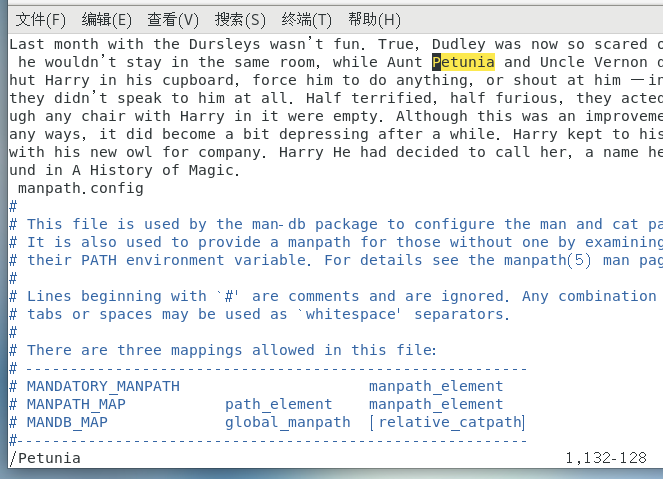 文件(F) 编辑(E) 查看(V) 搜索(S) 终端(T) 帮助(H)
Last month with the Dursleys wasn't fun. True, Dudley was now so scared o
he wouldn't stay in the same room, while Aunt Petunia and Uncle Vernon d
hut Harry in his cupboard, force him to do anything, or shout at him —in
they didn't speak to him at all. Half terrified, half furious, they acted
ugh any chair with Harry in it were empty. Although this was an improveme
any ways, it did become a bit depressing after a while. Harry kept to his
with his new owl for company. Harry He had decided to call her, a name he
und in A History of Magic.
manpath.config
#
# This file is used by the man-db package to configure the man and cat pa
# It is also used to provide a manpath for those without one by examining
# their PATH environment variable. For details see the manpath(5) man pag
#
# Lines beginning with `#' are comments and are ignored. Any combination
# tabs or spaces may be used as `whitespace' separators.
#
# There are three mappings allowed in this file:
# --------------------------------------------------------
# MANDATORY_MANPATH manpath_element
# MANPATH_MAP path_element manpath_element
# MANDB_MAP global_manpath [relative_catpath]
#---------------------------------------------------------
/Petunia 1,132-128